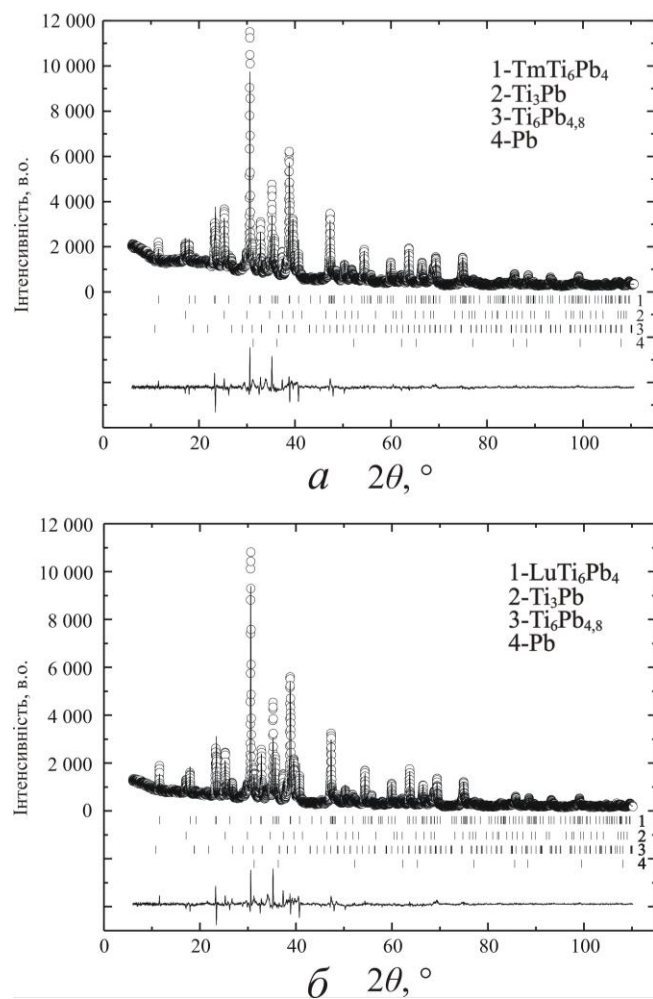 12 000
10 000
8 000
6 000
4 000
2 000
0
Інтенсивність, в.о.
1-TmTi₆Pb₄
2-Ti₃Pb
3-Ti₆Pb₄,₈
4-Pb
1
2
3
4
0 20 40 60 80 100
а 2θ, °
12 000
10 000
8 000
6 000
4 000
2 000
0
Інтенсивність, в.о.
1-LuTi₆Pb₄
2-Ti₃Pb
3-Ti₆Pb₄,₈
4-Pb
1
2
3
4
0 20 40 60 80 100
б 2θ, °